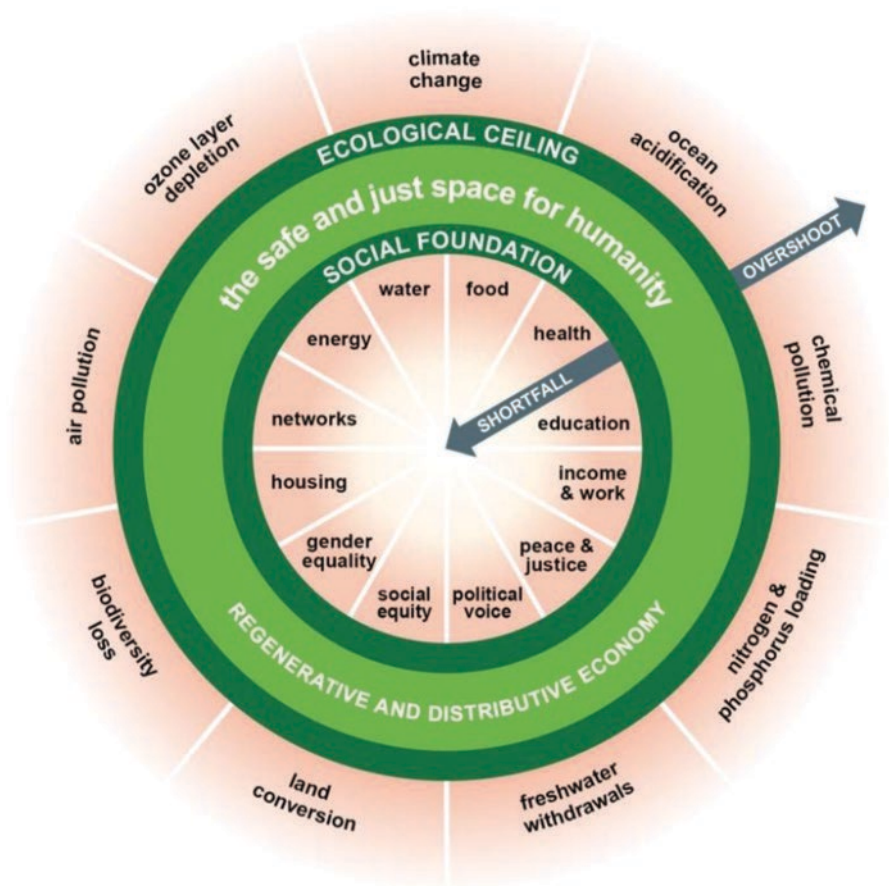 climate
change
ocean
acidification
chemical
pollution
nitrogen &
phosphorus loading
freshwater
withdrawals
land
conversion
biodiversity
loss
air pollution
ozone layer
depletion
ECOLOGICAL CEILING
the safe and just space for humanity
SOCIAL FOUNDATION
OVERSHOOT
water
food
health
SHORTFALL
education
income
& work
peace &
justice
political
voice
social
equity
gender
equality
housing
networks
energy
REGENERATIVE AND DISTRIBUTIVE ECONOMY